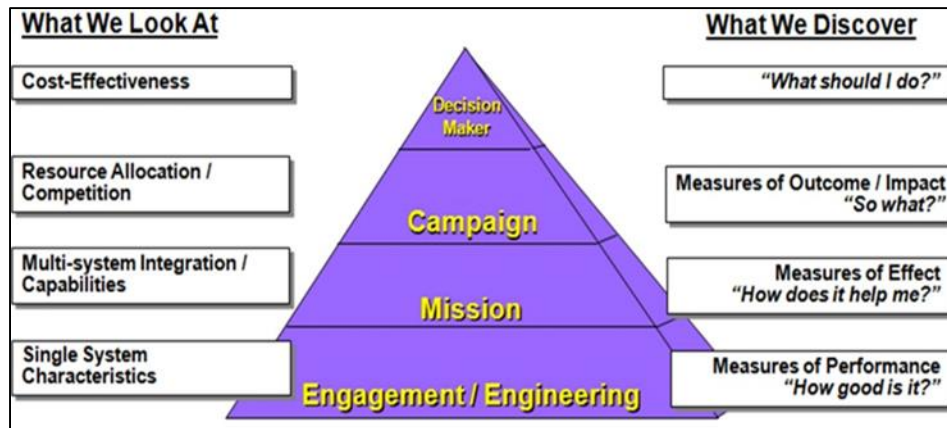 What We Look At
What We Discover
Cost-Effectiveness
Decision
Maker
“What should I do?”
Resource Allocation /
Competition
Campaign
Measures of Outcome / Impact
“So what?”
Multi-system Integration /
Capabilities
Mission
Measures of Effect
“How does it help me?”
Single System
Characteristics
Engagement / Engineering
Measures of Performance
“How good is it?”